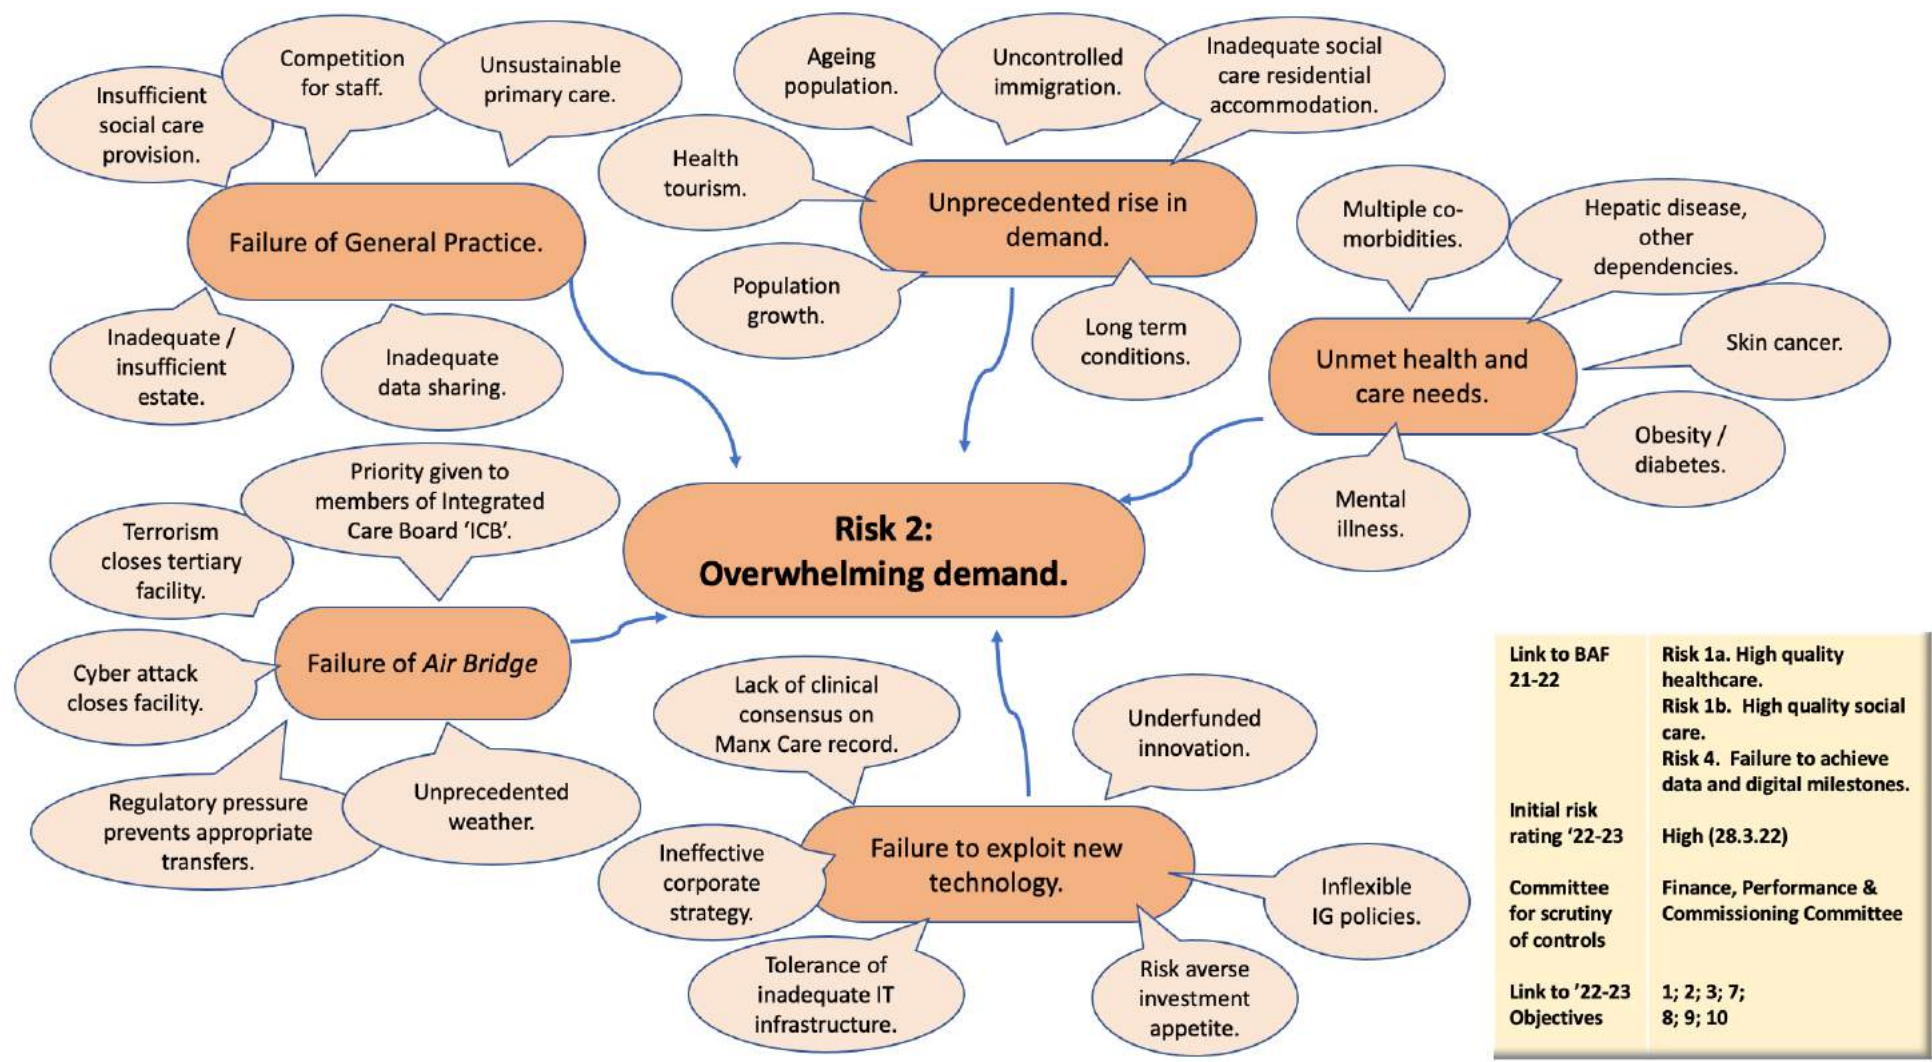 Insufficient
social care
provision.
Competition
for staff.
Unsustainable
primary care.
Failure of General Practice.
Inadequate /
insufficient
estate.
Inadequate
data sharing.
Ageing
population.
Uncontrolled
immigration.
Inadequate social
care residential
accommodation.
Health
tourism.
Unprecedented rise in
demand.
Population
growth.
Long term
conditions.
Multiple co-
morbidities.
Hepatic disease,
other
dependencies.
Skin cancer.
Unmet health and
care needs.
Obesity /
diabetes.
Mental
illness.
Risk 2:
Overwhelming demand.
Priority given to
members of Integrated
Care Board ‘ICB’.
Terrorism
closes tertiary
facility.
Failure of Air Bridge
Cyber attack
closes facility.
Regulatory pressure
prevents appropriate
transfers.
Unprecedented
weather.
Lack of clinical
consensus on
Manx Care record.
Underfunded
innovation.
Failure to exploit new
technology.
Ineffective
corporate
strategy.
Tolerance of
inadequate IT
infrastructure.
Risk averse
investment
appetite.
Inflexible
IG policies.
Link to BAF
21-22
Risk 1a. High quality
healthcare.
Risk 1b. High quality social
care.
Risk 4. Failure to achieve
data and digital milestones.
Initial risk
rating ‘22-23
High (28.3.22)
Committee
for scrutiny
of controls
Finance, Performance &
Commissioning Committee
Link to ’22-23
Objectives
1; 2; 3; 7;
8; 9; 10